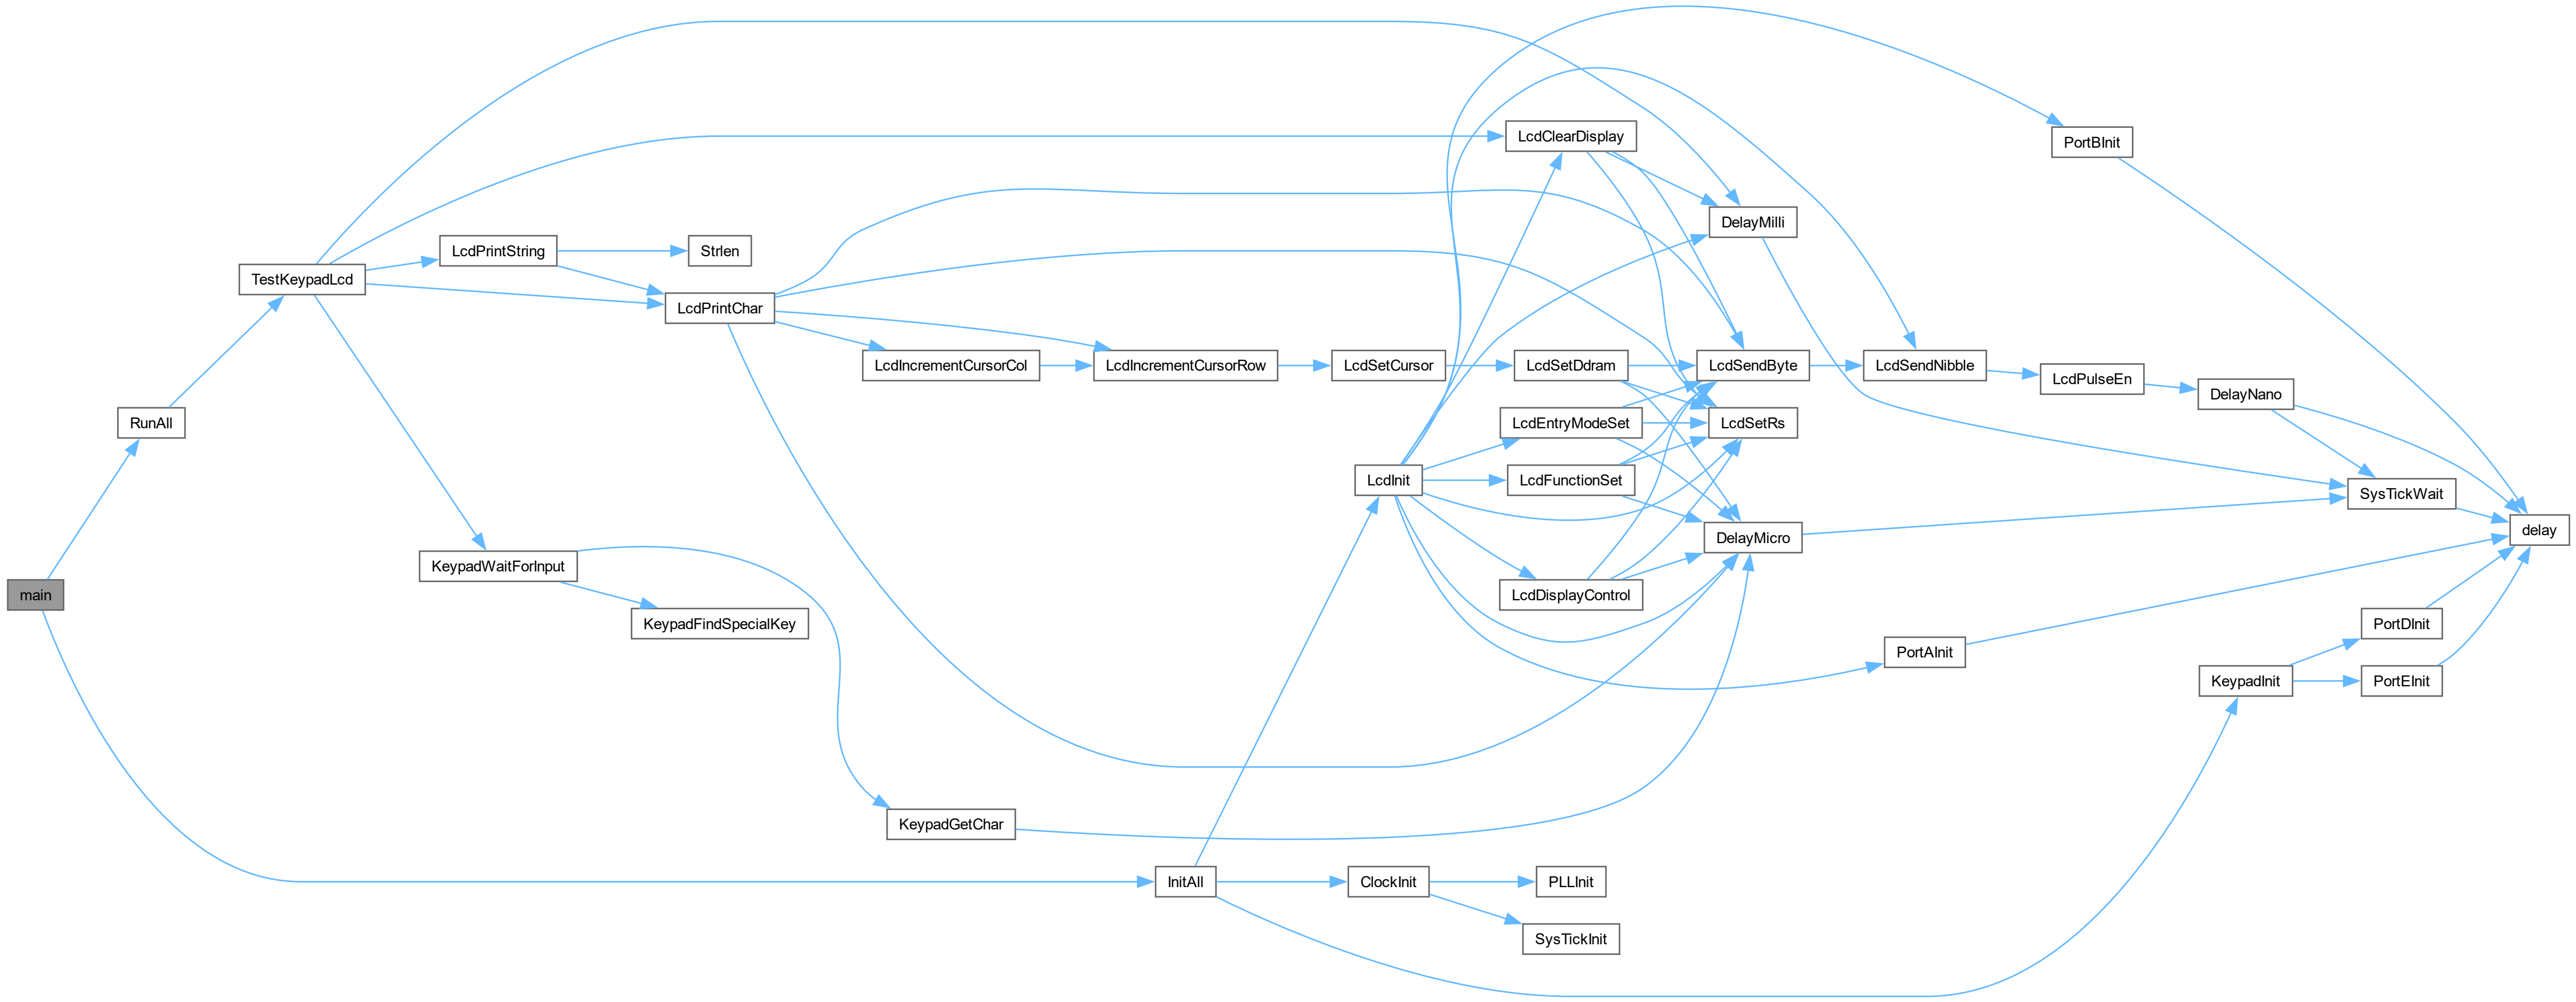 main
RunAll
TestKeypadLcd
LcdPrintString
Strlen
LcdPrintChar
LcdIncrementCursorCol
LcdIncrementCursorRow
LcdSetCursor
LcdSetDdram
LcdClearDisplay
DelayMilli
LcdSendByte
LcdSendNibble
LcdPulseEn
DelayNano
SysTickWait
delay
PortBInit
LcdInit
LcdEntryModeSet
LcdFunctionSet
LcdDisplayControl
LcdSetRs
DelayMicro
KeypadWaitForInput
KeypadFindSpecialKey
KeypadGetChar
PortAInit
InitAll
ClockInit
PLLInit
SysTickInit
KeypadInit
PortDInit
PortEInit